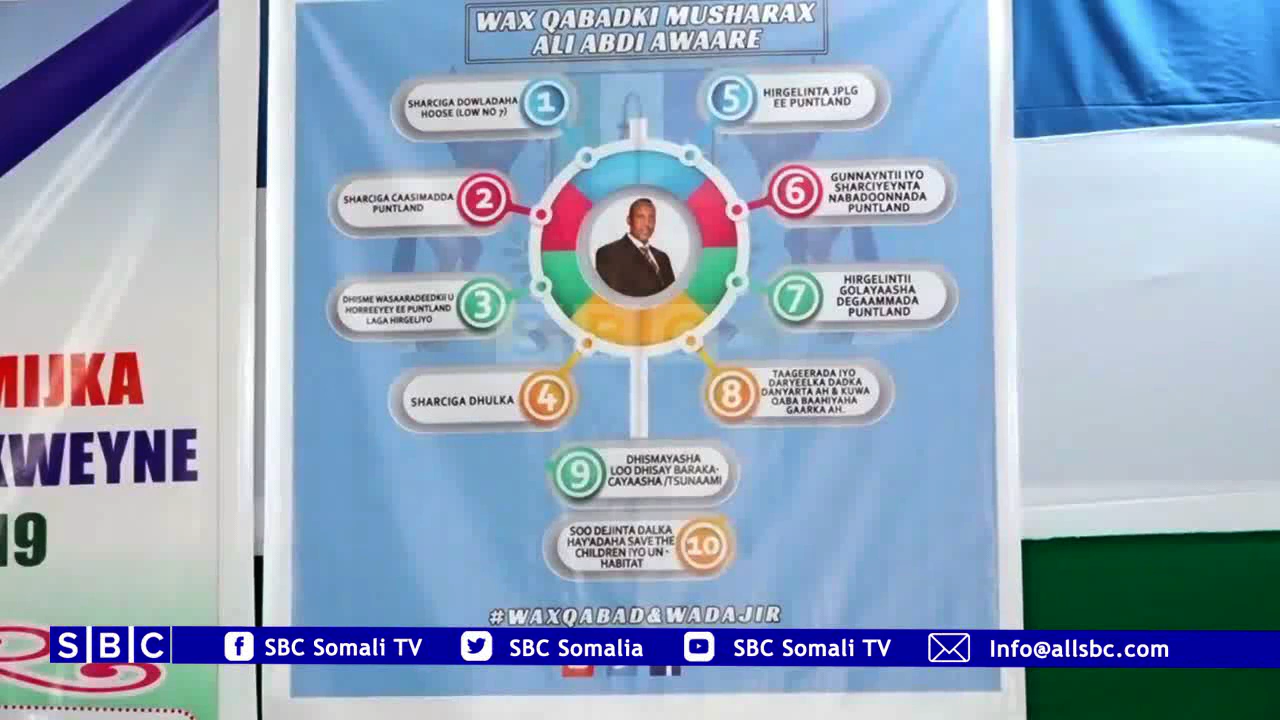 WAX QABADKI MUSHARAX
ALI ABDI AWAARE
SHARCIGA DOWLADAHA
HOOSE (LOW NO 7)
1
SHARCIGA CAASIMADDA
PUNTLAND
2
DHISME WASAARADEEDKII U
HORREEYEY EE PUNTLAND
LAGA HIRGELIYO
3
SHARCIGA DHULKA
4
5
HIRGELINTA JPLG
EE PUNTLAND
6
GUNNAYNTII IYO
SHARCIYEYNTA
NABADOONNADA
PUNTLAND
7
HIRGELINTII
GOLAYAASHA
DEGAAMMADA
PUNTLAND
8
TAAGEERADA IYO
DARYEELKA DADKA
DANYARTA AH & KUWA
QABA BAAHIYAHA
GAARKA AH.
9
DHISMAYASHA
LOO DHISAY BARAKA-
CAYAASHA /TSUNAAMI
SOO DEJINTA DALKA
HAY'ADAHA SAVE THE
CHILDREN IYO UN -
HABITAT
10
#WAXQABAD&WADAJIR
MIJKA
KWEYNE
19
SBC
SBC Somali TV
SBC Somalia
SBC Somali TV
Info@allsbc.com